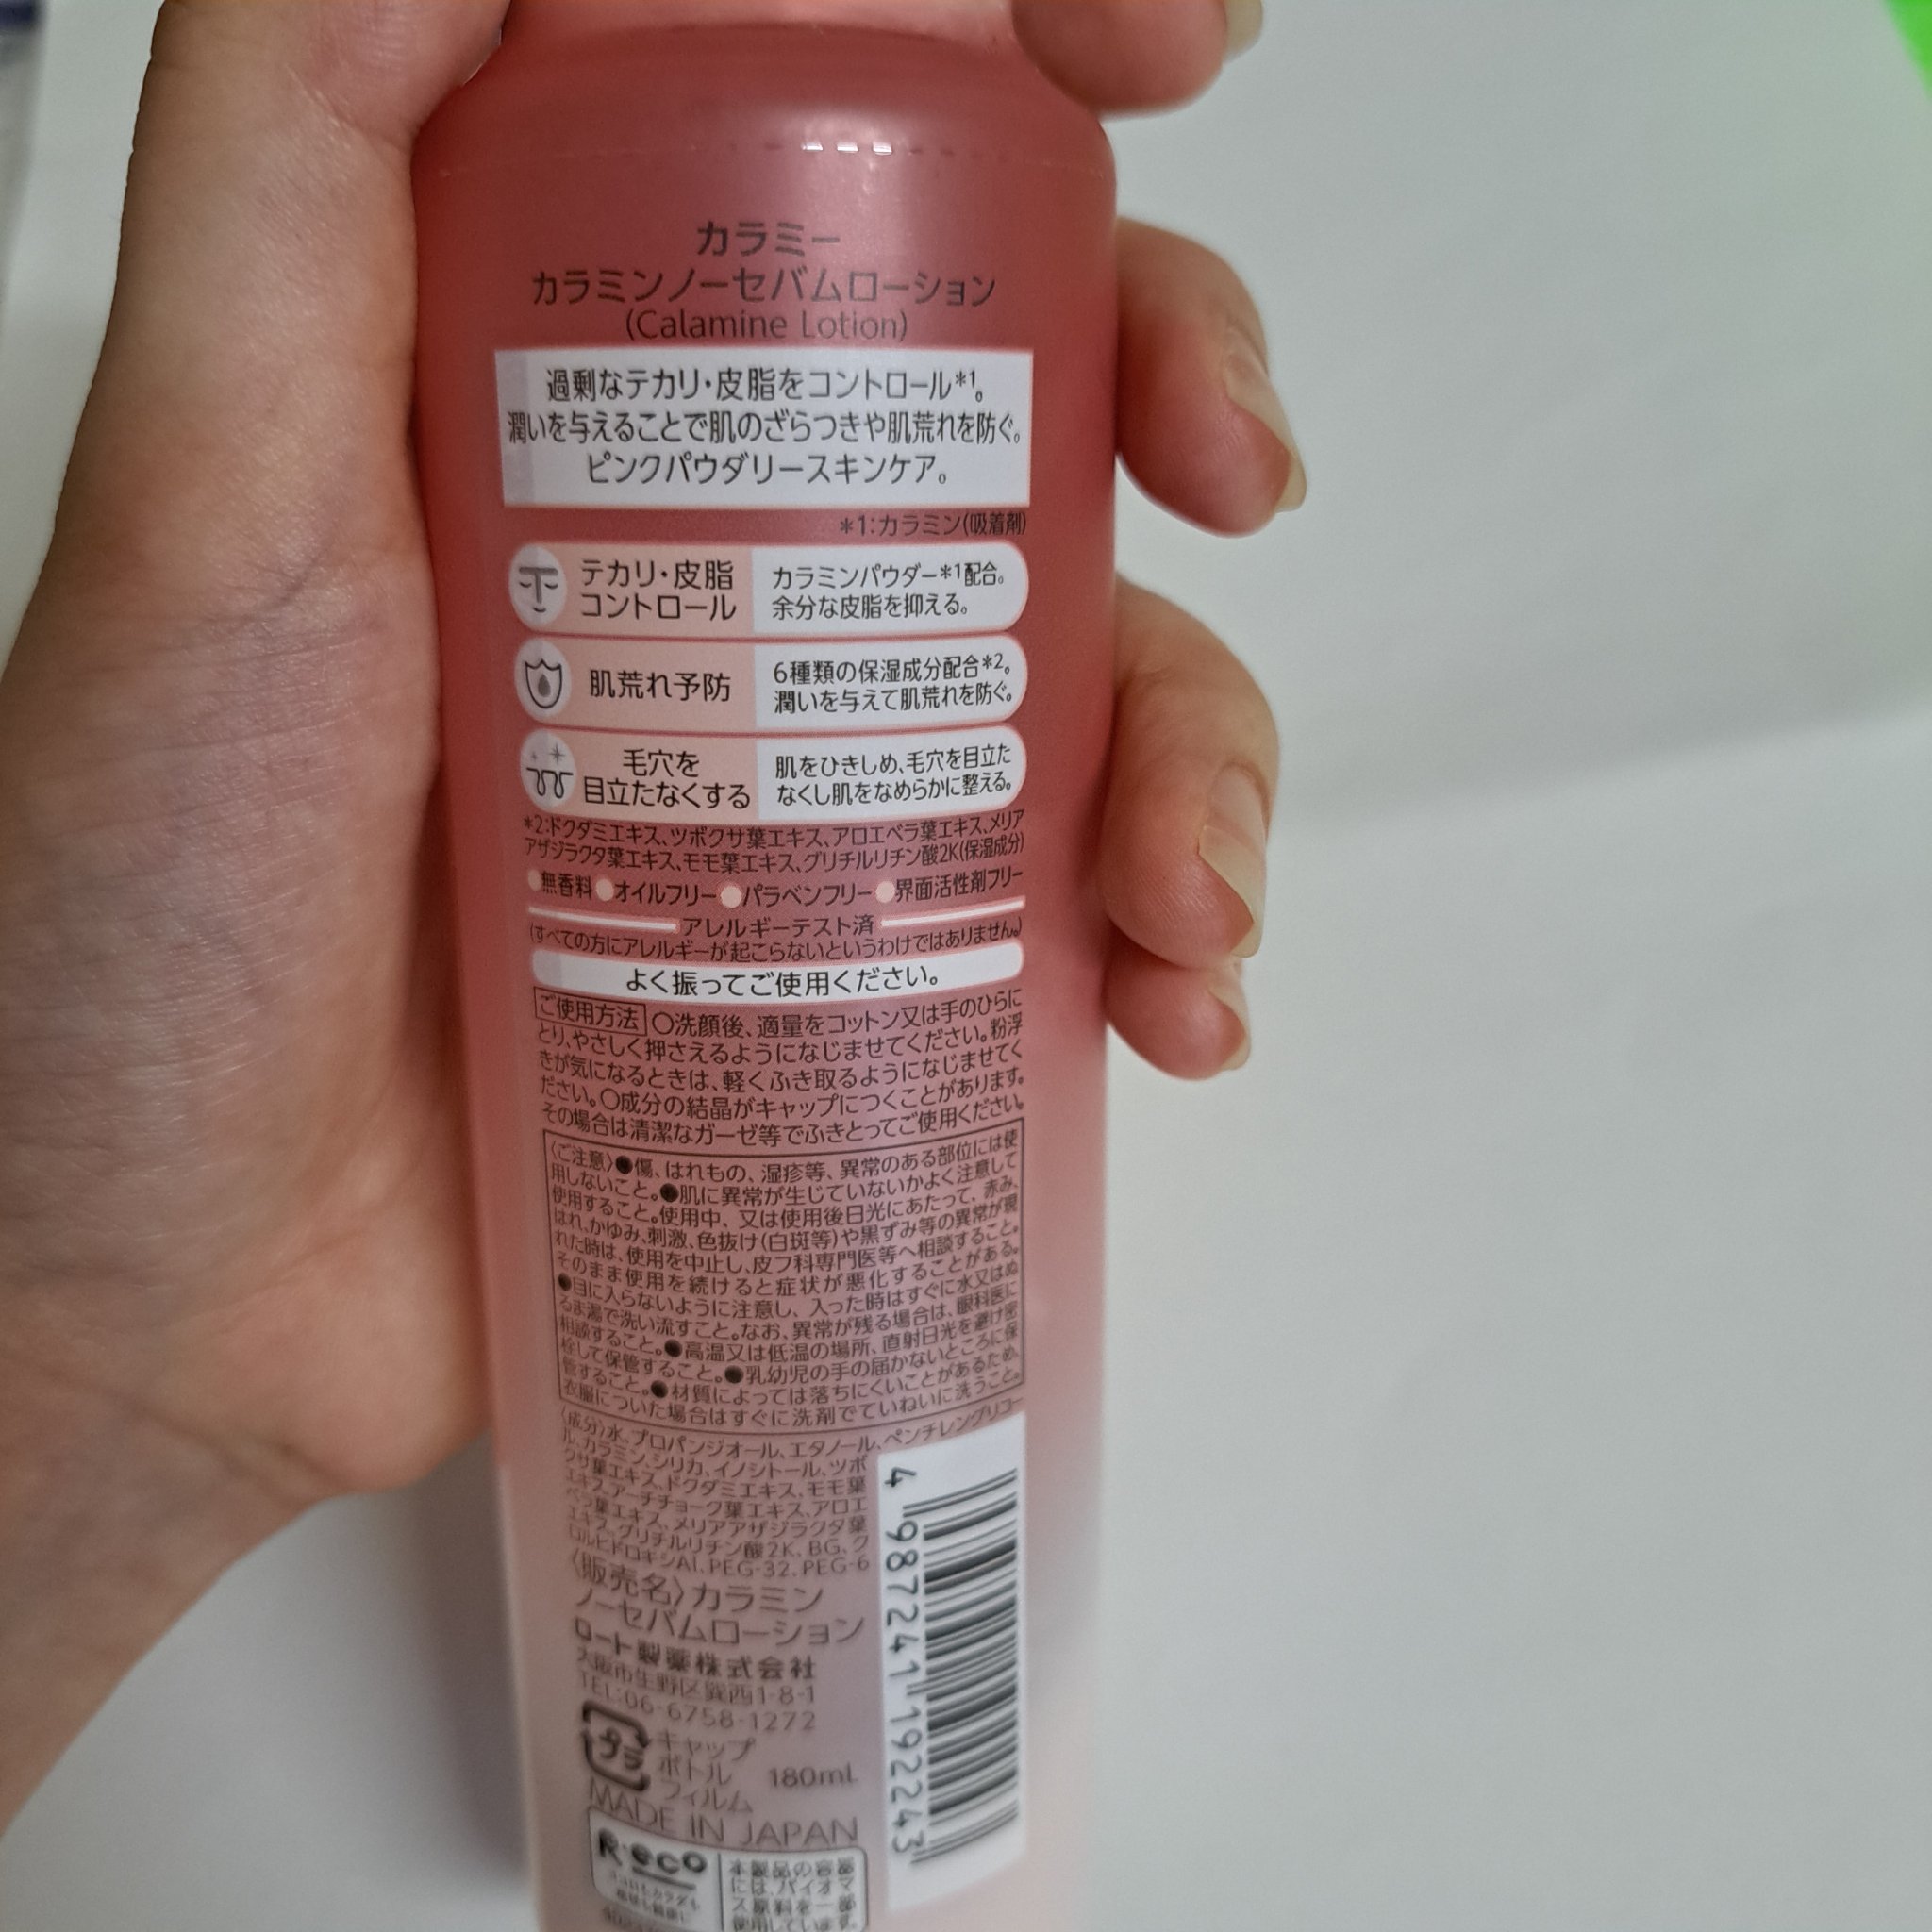 カラミー
カラミンノーセバムローション
(Calamine Lotion)
過剰なテカリ・皮脂をコントロール*1。
潤いを与えることで肌のざらつきや肌荒れを防ぐ。
ピンクパウダリースキンケア。
*1:カラミン(吸着剤)
テカリ・皮脂
コントロール
カラミンパウダー*1配合。
余分な皮脂を抑える。
肌荒れ予防
6種類の保湿成分配合*2。
潤いを与えて肌荒れを防ぐ。
毛穴を
目立たなくする
肌をひきしめ、毛穴を目立た
なくし肌をなめらかに整える。
*2:ドクダミエキス、ツボクサ葉エキス、アロエベラ葉エキス、メリア
アザジラクタ葉エキス、モモ葉エキス、グリチルリチン酸2K(保湿成分)
●無香料●オイルフリー●パラベンフリー●界面活性剤フリー
アレルギーテスト済
(すべての方にアレルギーが起こらないというわけではありません。)
よく振ってご使用ください。
ご使用方法 ○洗顔後、適量をコットン又は手のひらに
とり、やさしく押さえるようになじませてください。粉浮
きが気になるときは、軽くふき取るようになじませてく
ださい。○成分の結晶がキャップにつくことがあります。
その場合は清潔なガーゼ等でふきとってご使用ください。
〈ご注意〉●傷、はれもの、湿疹等、異常のある部位には使
用しないこと。●肌に異常が生じていないかよく注意して
使用すること。使用中、又は使用後日光にあたって、赤み、
はれ、かゆみ、刺激、色抜け(白斑等)や黒ずみ等の異常が現
れた時は、使用を中止し、皮フ科専門医等へ相談すること。
そのまま使用を続けると症状が悪化することがある。
●目に入らないように注意し、入った時はすぐに水又はぬ
るま湯で洗い流すこと。なお、異常が残る場合は、眼科医に
相談すること。●高温又は低温の場所、直射日光を避け密
栓して保管すること。●乳幼児の手の届かないところに保
管すること。●材質によっては落ちにくいことがあるため、
衣服についた場合はすぐに洗剤でていねいに洗うこと。
〈成分〉水、プロパンジオール、エタノール、ペンチレングリコー
ル、カラミン、シリカ、イノシトール、ツボ
クサ葉エキス、ドクダミエキス、モモ葉
エキス、アーチチョーク葉エキス、アロエ
ベラ葉エキス、メリアアザジラクタ葉
エキス、グリチルリチン酸2K、BG、ク
ロルヒドロキシAl、PEG-32、PEG-6
〈販売名〉カラミン
ノーセバムローション
ロート製薬株式会社
大阪市生野区巽西1-8-1
TEL:06-6758-1272
プラ
キャップ
ボトル
フィルム
180mL
MADE IN JAPAN
4 987241 192243
R・eco
本製品の容器
には、バイオマ
ス原料を一部
使用しています。